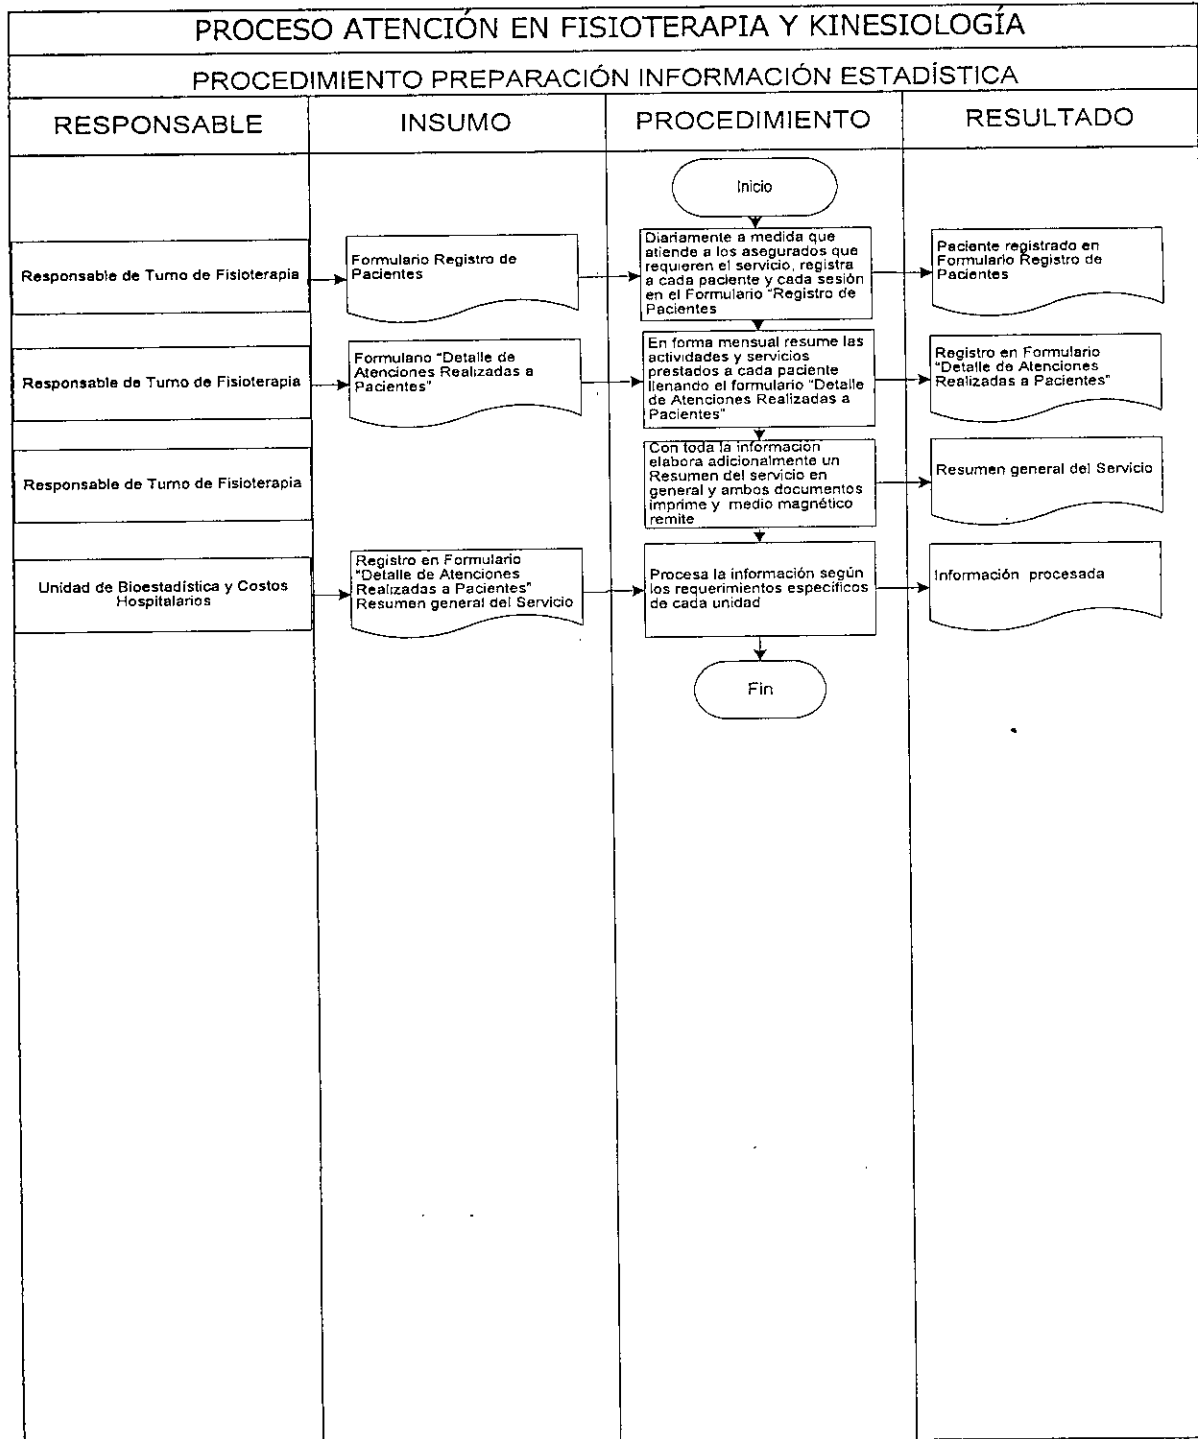 PROCESO ATENCIÓN EN FISIOTERAPIA Y KINESIOLOGÍA
PROCEDIMIENTO PREPARACIÓN INFORMACIÓN ESTADÍSTICA
RESPONSABLE
INSUMO
PROCEDIMIENTO
RESULTADO
Inicio
Responsable de Turno de Fisioterapia
Formulario Registro de
Pacientes
Diariamente a medida que
atiende a los asegurados que
requieren el servicio, registra
a cada paciente y cada sesión
en el Formulario "Registro de
Pacientes
Paciente registrado en
Formulario Registro de
Pacientes
Responsable de Turno de Fisioterapia
Formulario "Detalle de
Atenciones Realizadas a
Pacientes"
En forma mensual resume las
actividades y servicios
prestados a cada paciente
llenando el formulario "Detalle
de Atenciones Realizadas a
Pacientes"
Registro en Formulario
"Detalle de Atenciones
Realizadas a Pacientes"
Responsable de Turno de Fisioterapia
Con toda la información
elabora adicionalmente un
Resumen del servicio en
general y ambos documentos
imprime y medio magnético
remite
Resumen general del Servicio
Unidad de Bioestadística y Costos
Hospitalarios
Registro en Formulario
"Detalle de Atenciones
Realizadas a Pacientes"
Resumen general del Servicio
Procesa la información según
los requerimientos específicos
de cada unidad
Información procesada
Fin